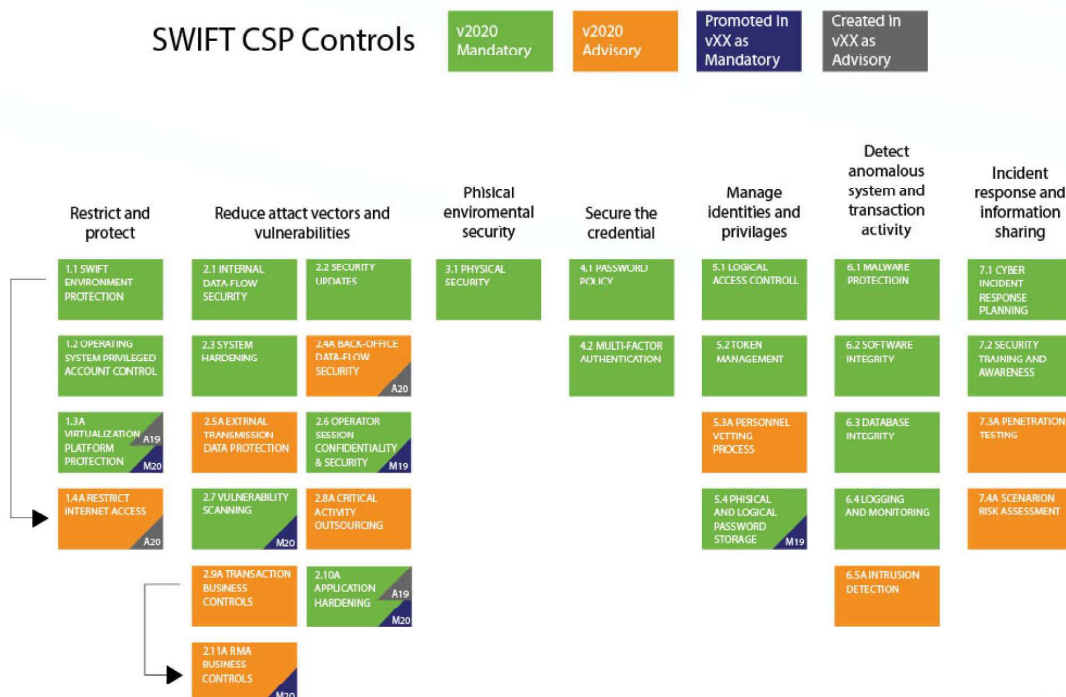 SWIFT CSP Controls
v2020
Mandatory
v2020
Advisory
Promoted in
vXX as
Mandatory
Created in
vXX as
Advisory
Restrict and
protect
Reduce attact vectors and
vulnerabilities
Phisical
enviromental
security
Secure the
credential
Manage
identities and
privilages
Detect
anomalous
system and
transaction
activity
Incident
response and
information
sharing
1.1 SWIFT
ENVIRONMENT
PROTECTION
1.2 OPERATING
SYSTEM PRIVILEGED
ACCOUNT CONTROL
1.3A
VIRTUALIZATION
PLATFORM
PROTECTION
A19
M20
1.4A RESTRICT
INTERNET ACCESS
A20
2.1 INTERNAL
DATA-FLOW
SECURITY
2.2 SECURITY
UPDATES
2.3 SYSTEM
HARDENING
2.4A BACK-OFFICE
DATA-FLOW
SECURITY
A20
2.5A EXTRNAL
TRANSMISSION
DATA PROTECTION
2.6 OPERATOR
SESSION
CONFIDENTIALITY
& SECURITY
M19
2.7 VULNERABILITY
SCANNING
M20
2.8A CRITICAL
ACTIVITY
OUTSOURCING
2.9A TRANSACTION
BUSINESS
CONTROLS
2.10A
APPLICATION
HARDENING
A19
M20
2.11A RMA
BUSINESS
CONTROLS
M20
3.1 PHYSICAL
SECURITY
4.1 PASSWORD
POLICY
4.2 MULTI-FACTOR
AUTHENTICATION
5.1 LOGICAL
ACCESS CONTROLL
5.2 TOKEN
MANAGEMENT
5.3A PERSONNEL
VETTING
PROCESS
5.4 PHISICAL
AND LOGICAL
PASSWORD
STORAGE
M19
6.1 MALWARE
PROTECTIOIN
6.2 SOFTWARE
INTEGRITY
6.3 DATABASE
INTEGRITY
6.4 LOGGING
AND MONITORING
6.5A INTRUSION
DETECTION
7.1 CYBER
INCIDENT
RESPONSE
PLANNING
7.2 SECURITY
TRAINING AND
AWARENESS
7.3A PENETRATION
TESTING
7.4A SCENARION
RISK ASSESSMENT